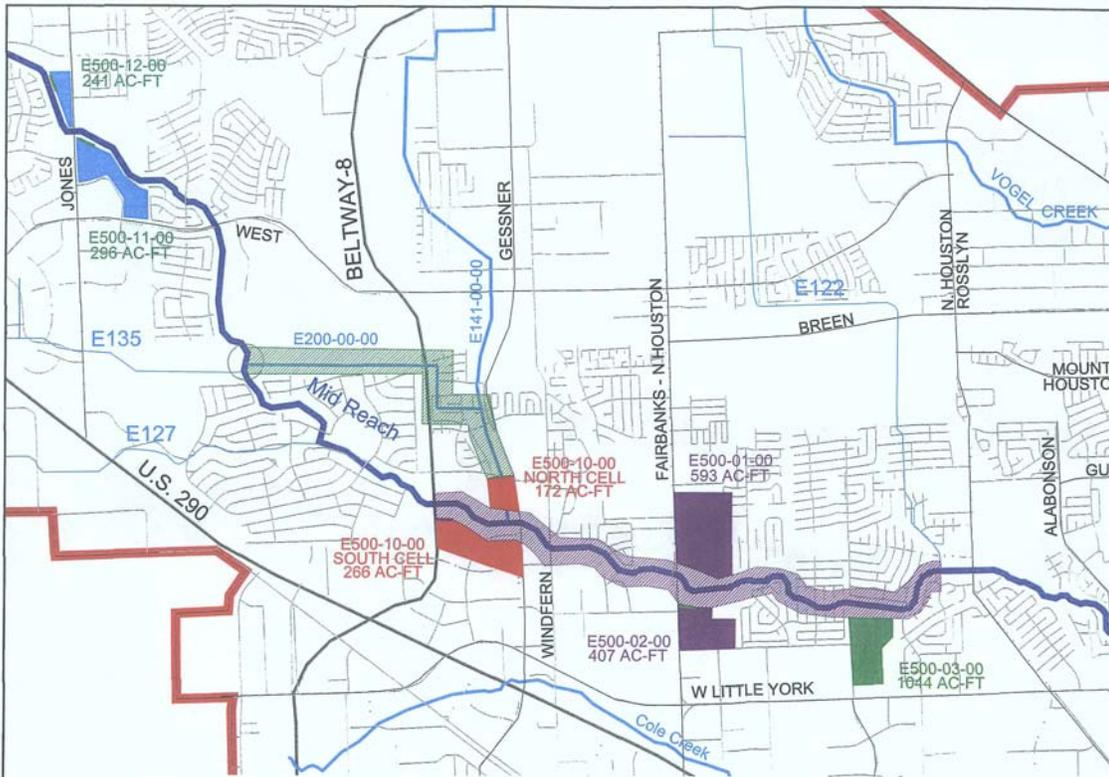 E500-12-00
241 AC-FT
JONES
E500-11-00
296 AC-FT
WEST
BELTWAY-8
GESSNER
E141-00-00
E200-00-00
E135
E127
Mid Reach
U.S. 290
E500-10-00
NORTH CELL
172 AC-FT
E500-10-00
SOUTH CELL
266 AC-FT
WINDFERN
FAIRBANKS - N.HOUSTON
E500-01-00
593 AC-FT
E500-02-00
407 AC-FT
E500-03-00
1044 AC-FT
W LITTLE YORK
Cole Creek
E122
BREEN
N. HOUSTON
ROSSLYN
VOGEL CREEK
MOUNT
HOUSTO
ALABONSON
GU